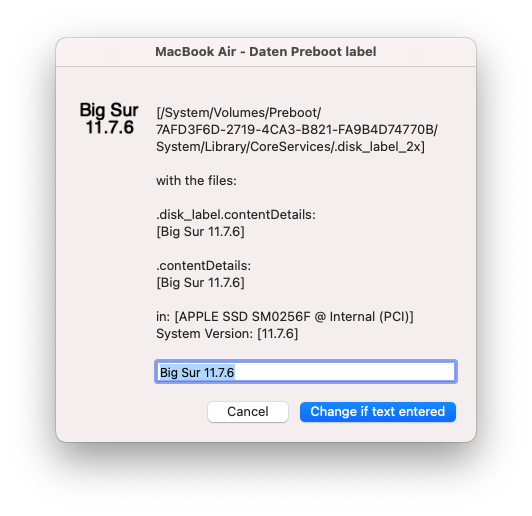 MacBook Air - Daten Preboot label
Big Sur
11.7.6
[/System/Volumes/Preboot/
7AFD3F6D-2719-4CA3-B821-FA9B4D74770B/
System/Library/CoreServices/.disk_label_2x]
with the files:
.disk_label.contentDetails:
[Big Sur 11.7.6]
.contentDetails:
[Big Sur 11.7.6]
in: [APPLE SSD SM0256F @ Internal (PCI)]
System Version: [11.7.6]
Big Sur 11.7.6
Cancel
Change if text entered